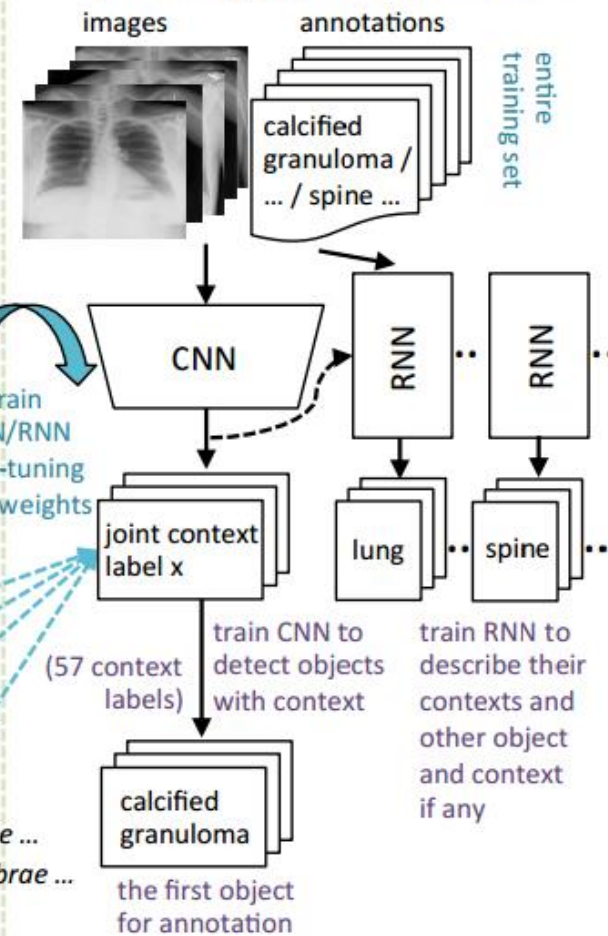 images
annotations
entire
training set
calcified
granuloma /
... / spine ...
CNN
RNN
RNN
rain
N/RNN
-tuning
weights
joint context
label x
lung
spine
(57 context
labels)
train CNN to
detect objects
with context
train RNN to
describe their
contexts and
other object
and context
if any
calcified
granuloma
e ...
brae ...
the first object
for annotation